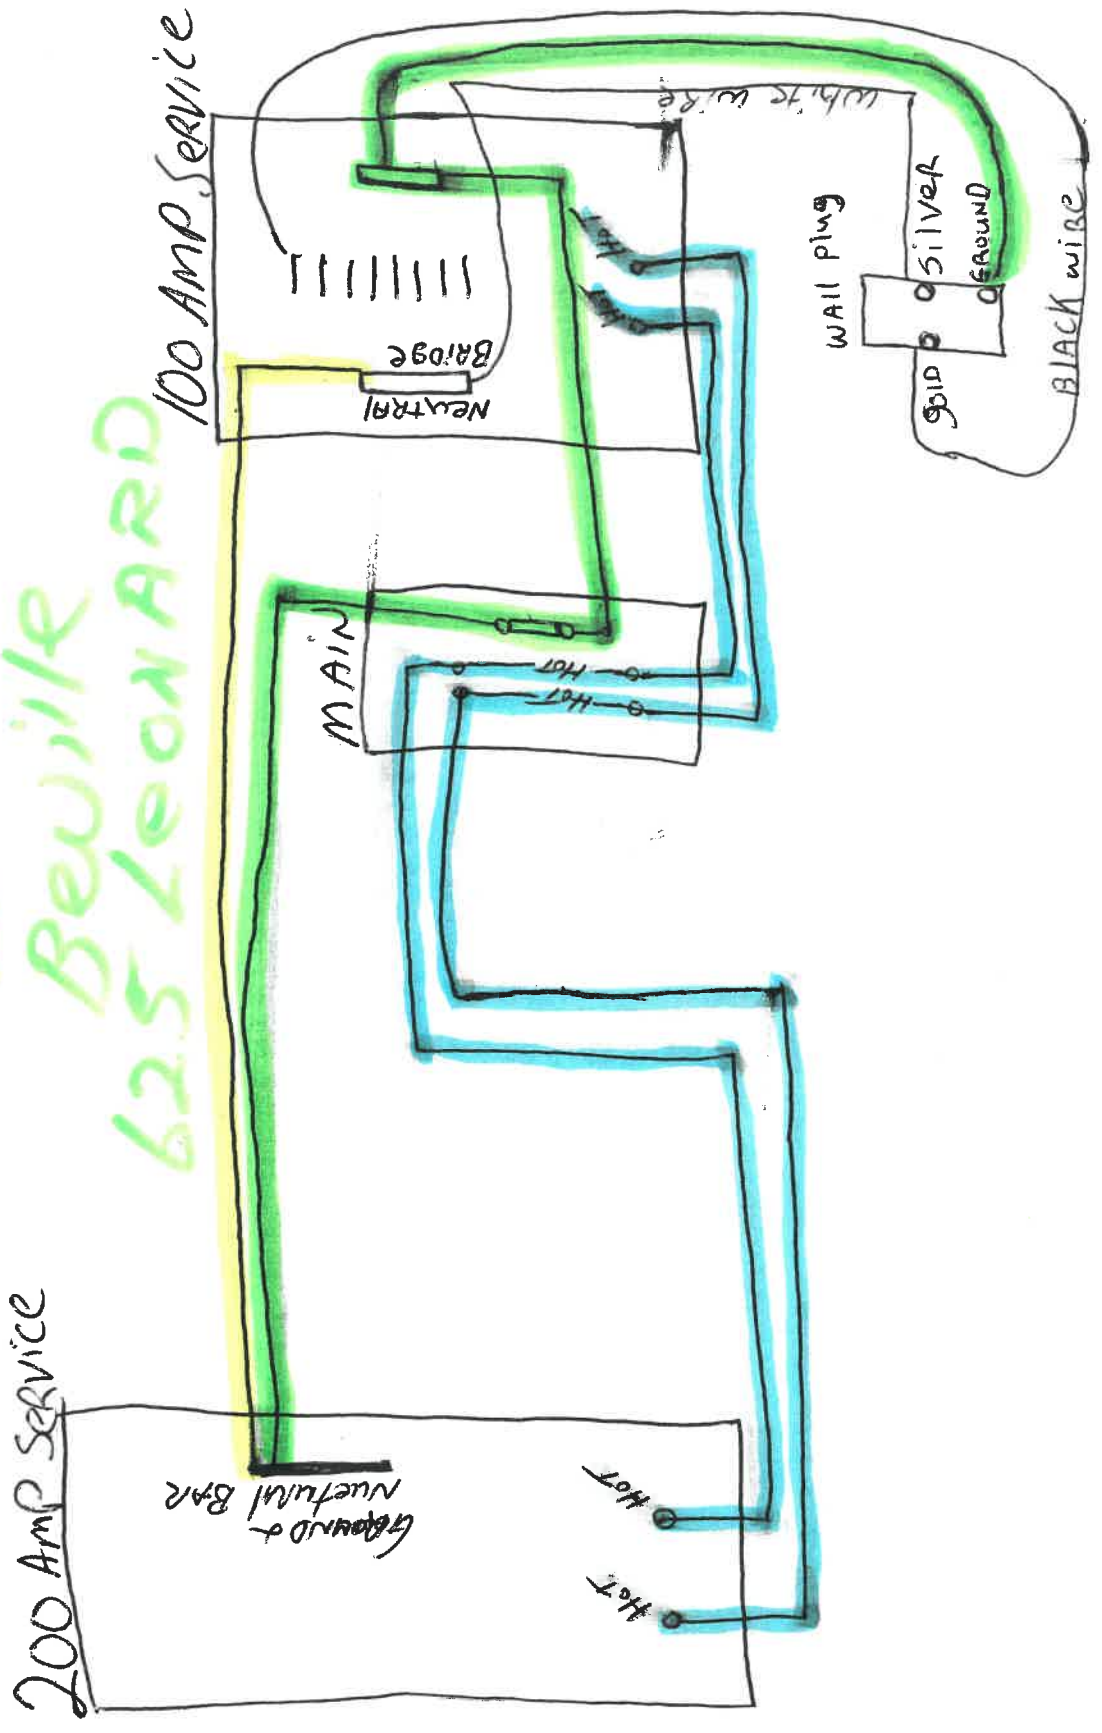 Bewille
625 LeONARD
200 AMP SeRVice
GROUND &
Nuetural BAR
HOT
HOT
MAIN
HOT
HOT
100 AMP SeRVice
NeuTRAl
BRiDge
Hot
Hot
white wiRe
WAll Plug
SilveR
GROUND
gold
BLACK wiRe